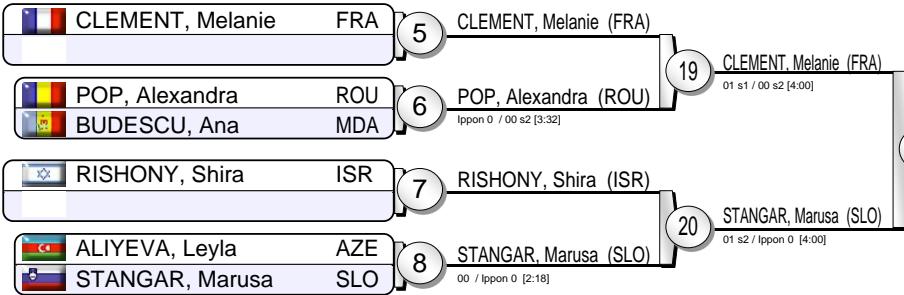 CLEMENT, Melanie FRA
5
CLEMENT, Melanie (FRA)
POP, Alexandra ROU
BUDESCU, Ana MDA
6
POP, Alexandra (ROU)
Ippon 0 / 00 s2 [3:32]
19
CLEMENT, Melanie (FRA)
01 s1 / 00 s2 [4:00]
RISHONY, Shira ISR
7
RISHONY, Shira (ISR)
ALIYEVA, Leyla AZE
STANGAR, Marusa SLO
8
STANGAR, Marusa (SLO)
00 / Ippon 0 [2:18]
20
STANGAR, Marusa (SLO)
01 s2 / Ippon 0 [4:00]